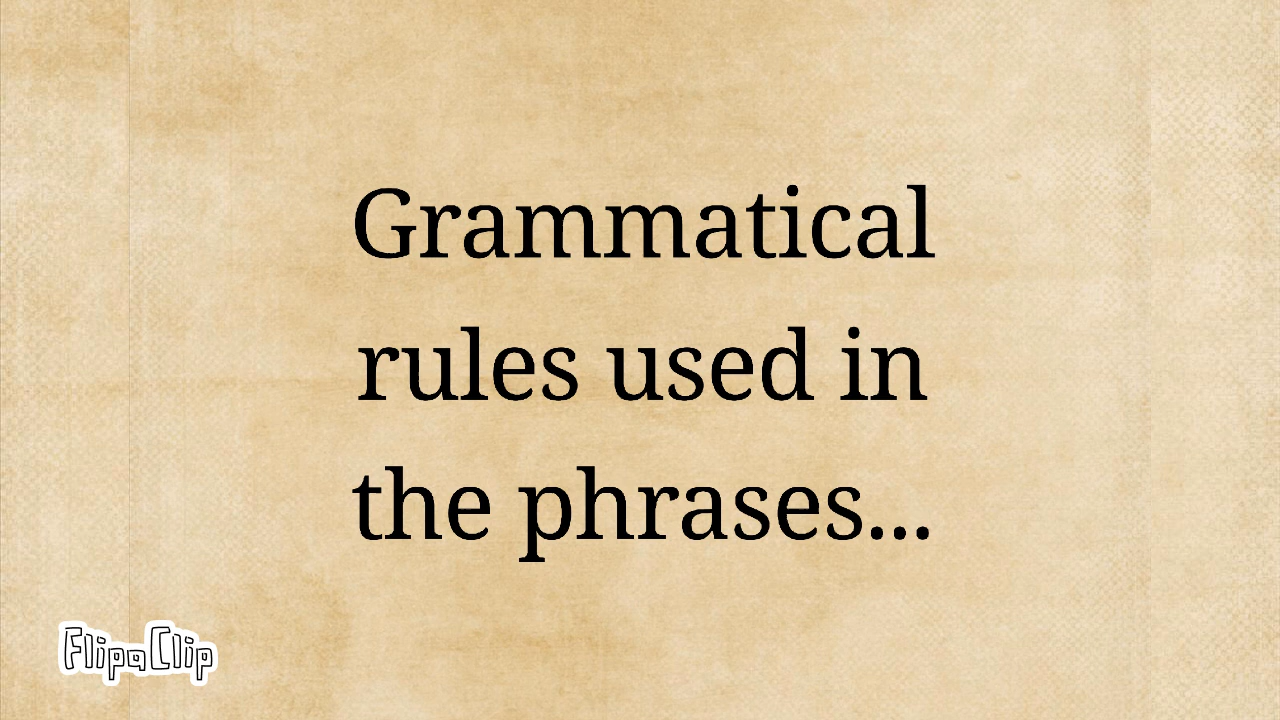 Grammatical
rules used in
the phrases...
FlipaClip